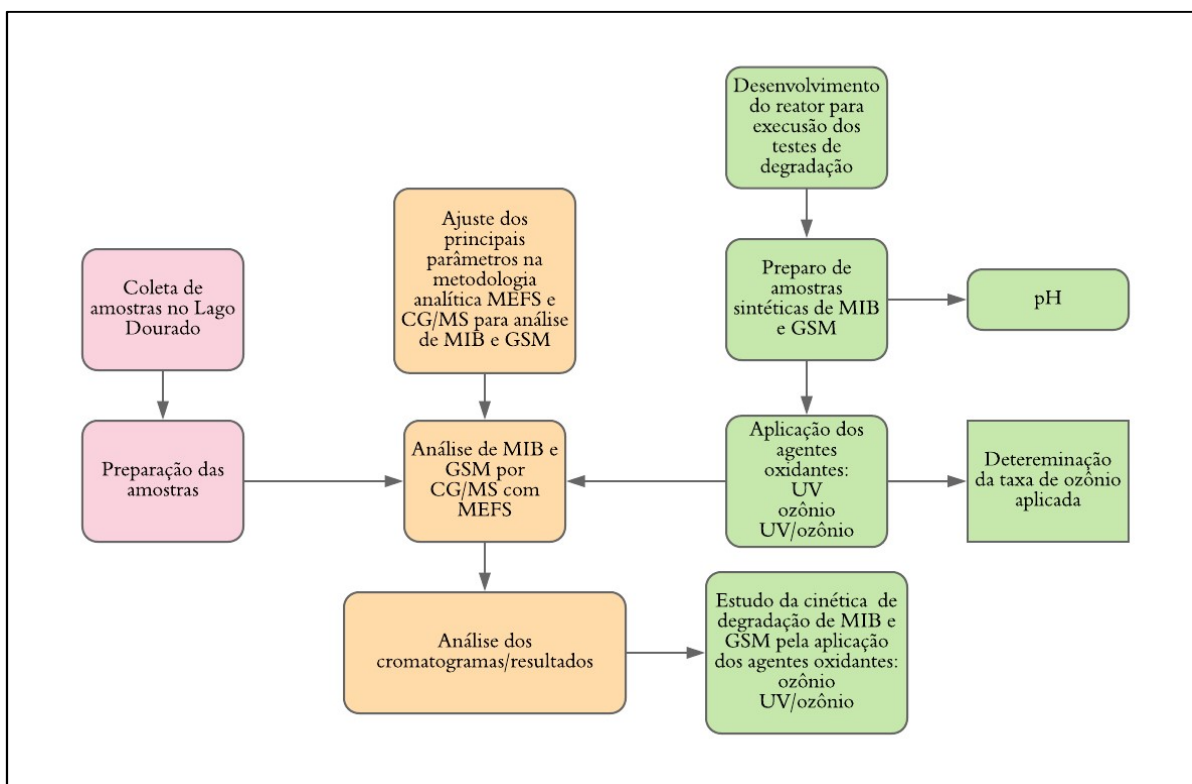 Desenvolvimento
do reator para
execusão dos
testes de
degradação
Ajuste dos
principais
parâmetros na
metodologia
analítica MEFS e
CG/MS para análise
de MIB e GSM
Coleta de
amostras no Lago
Dourado
Preparo de
amostras
sintéticas de MIB
e GSM
pH
Preparação das
amostras
Análise de MIB e
GSM por
CG/MS com
MEFS
Aplicação dos
agentes
oxidantes:
UV
ozônio
UV/ozônio
Detereminação
da taxa de ozônio
aplicada
Análise dos
cromatogramas/resultados
Estudo da cinética de
degradação de MIB e
GSM pela aplicação
dos agentes oxidantes:
ozônio
UV/ozônio